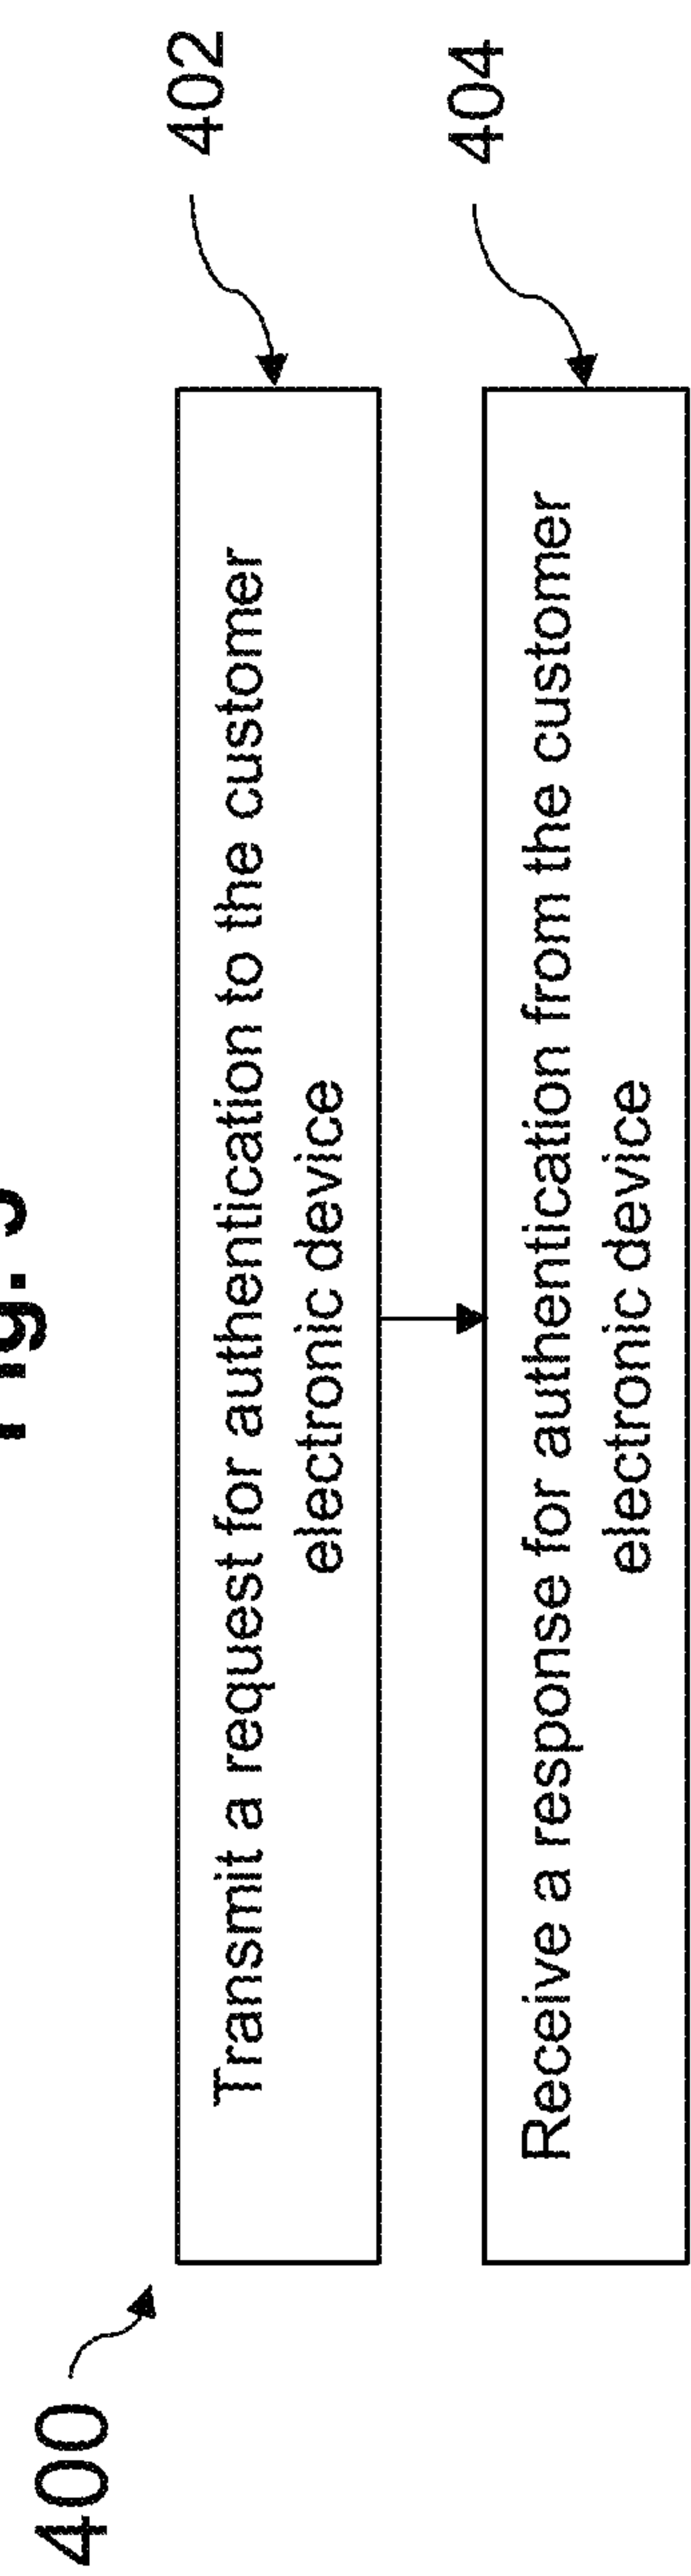 Fig.
400
402
Transmit a request for authentication to the customer
electronic device
404
Receive a response for authentication from the customer
electronic device